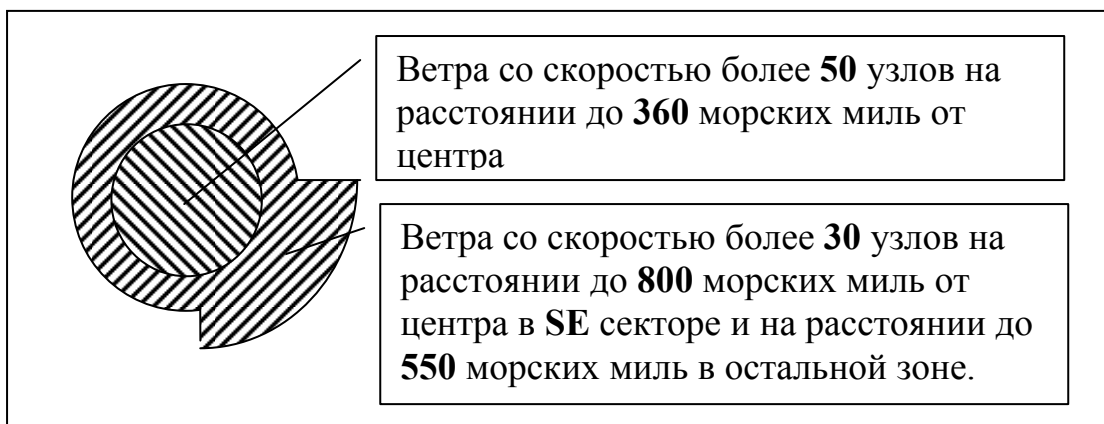 Ветра со скоростью более 50 узлов на
расстоянии до 360 морских миль от
центра
Ветра со скоростью более 30 узлов на
расстоянии до 800 морских миль от
центра в SE секторе и на расстоянии до
550 морских миль в остальной зоне.